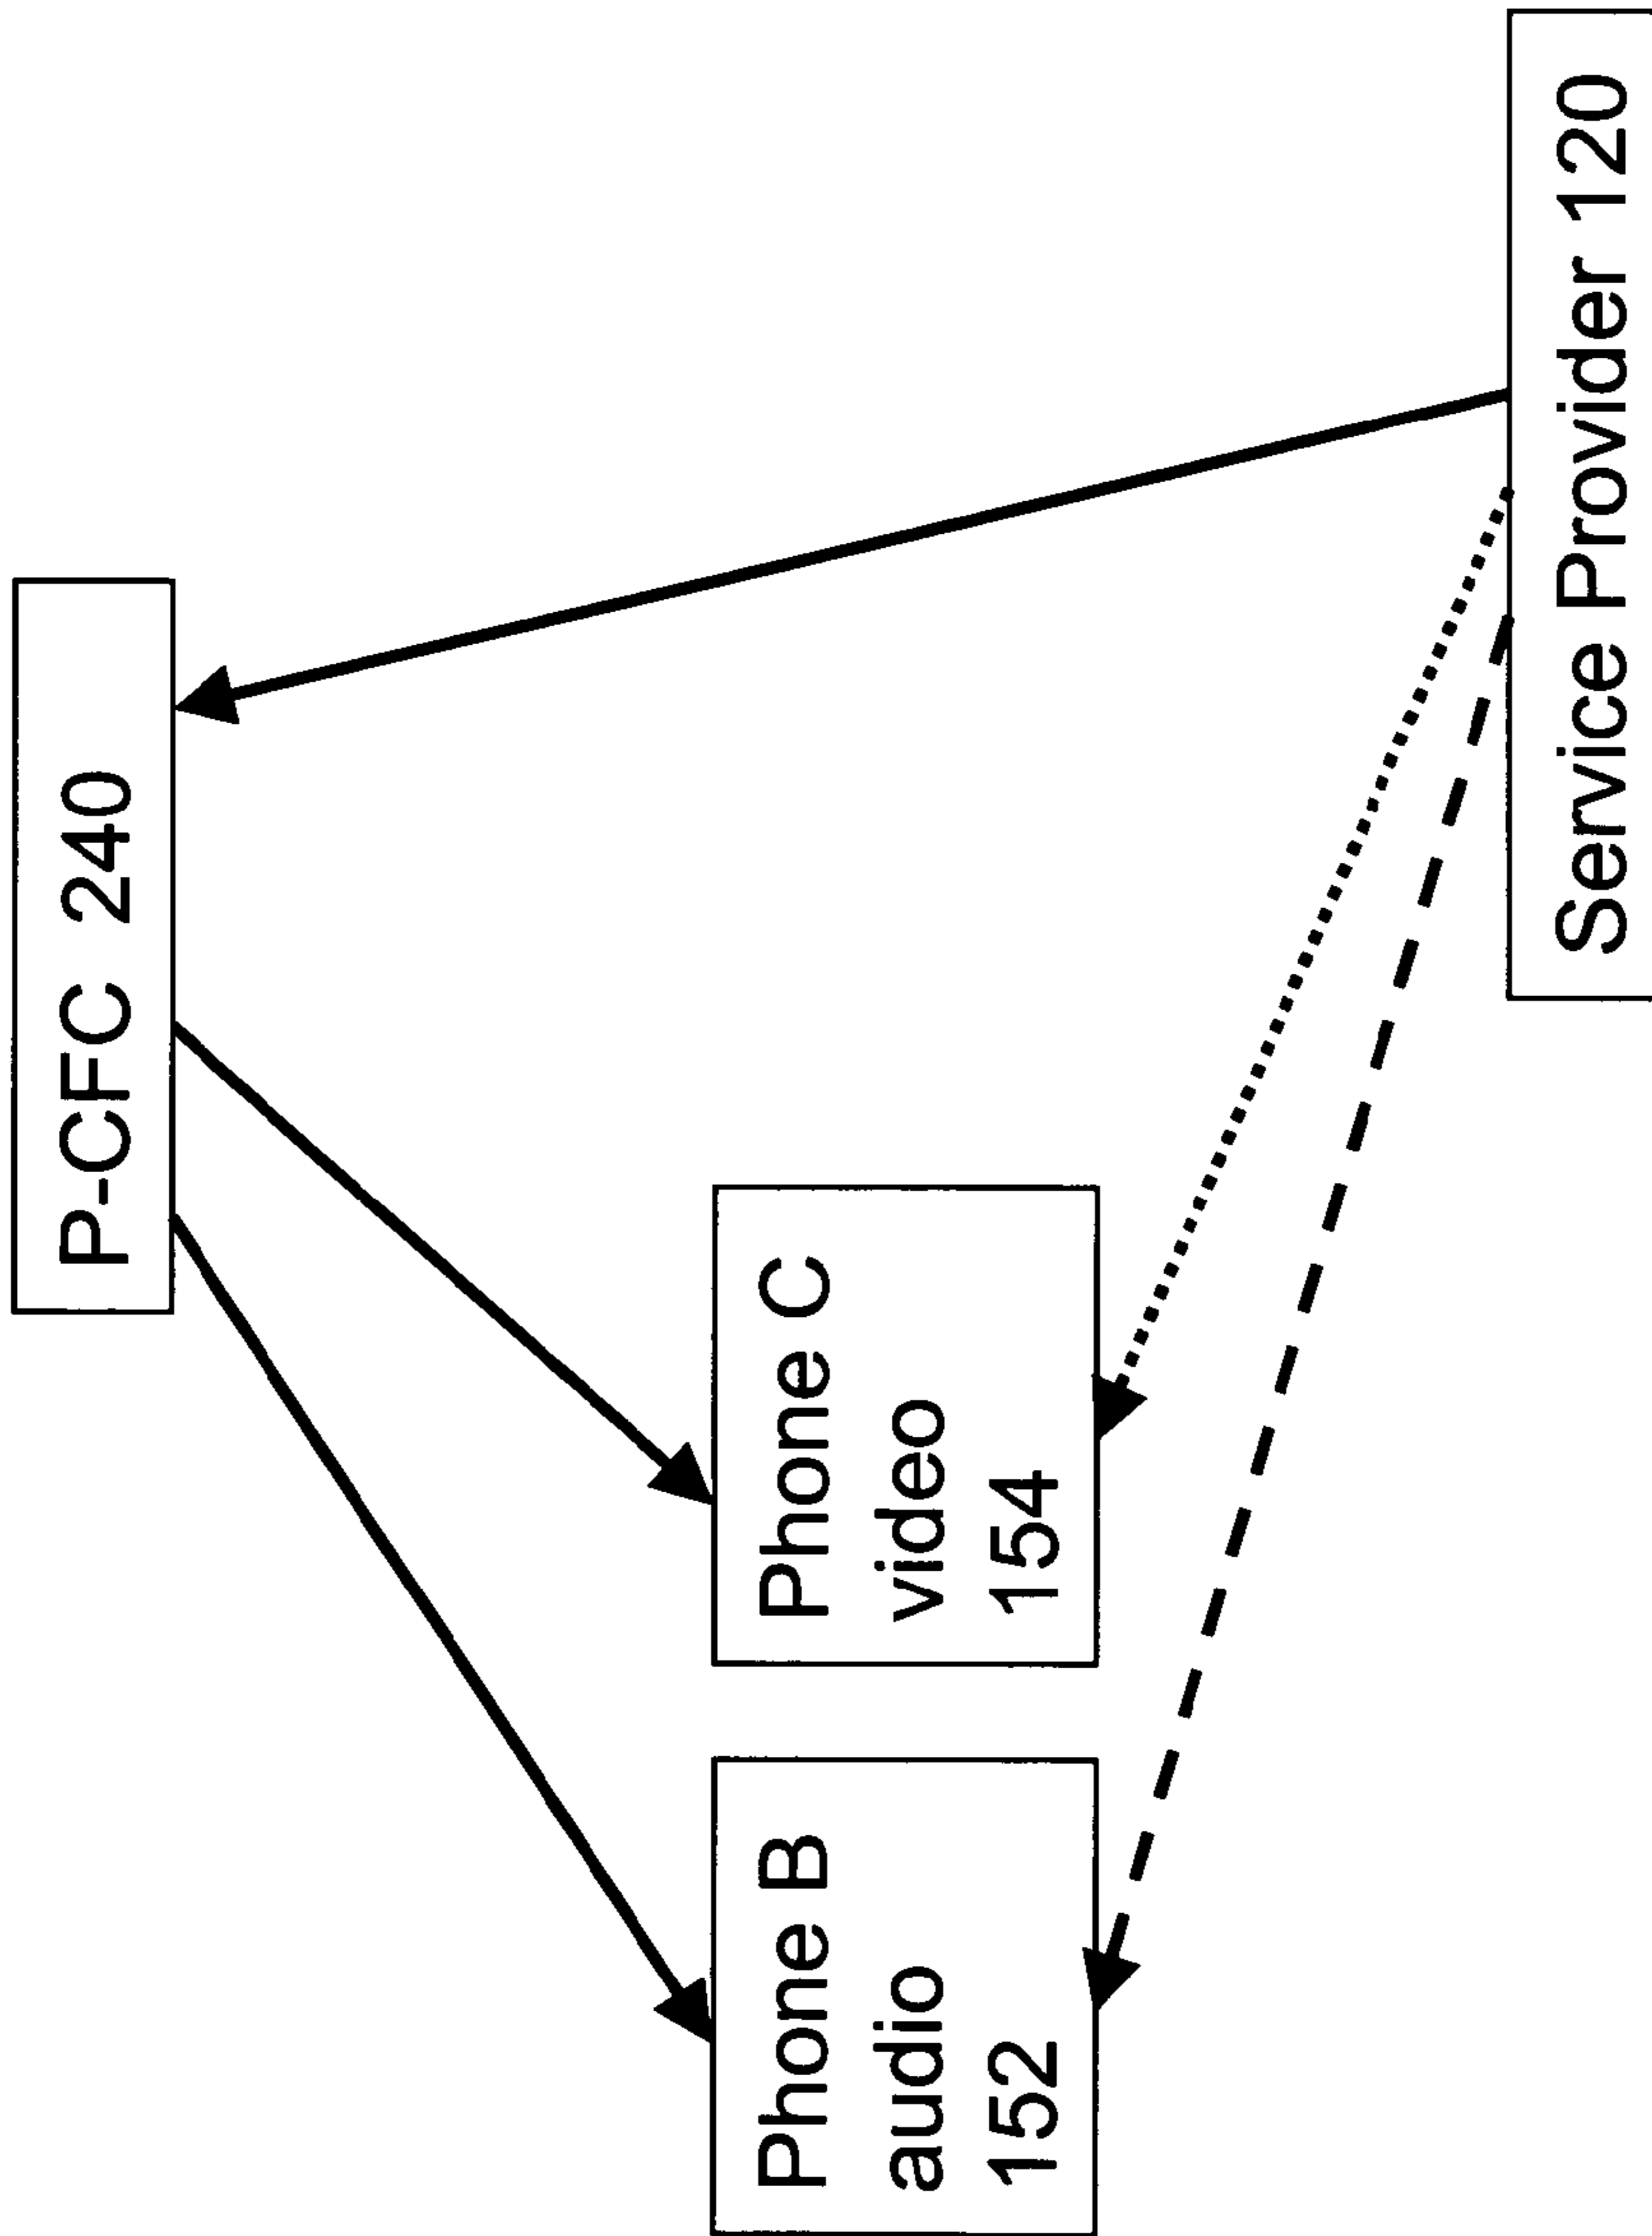 P-CFC 240
Phone B
audio
152
Phone C
video
154
Service Provider 120